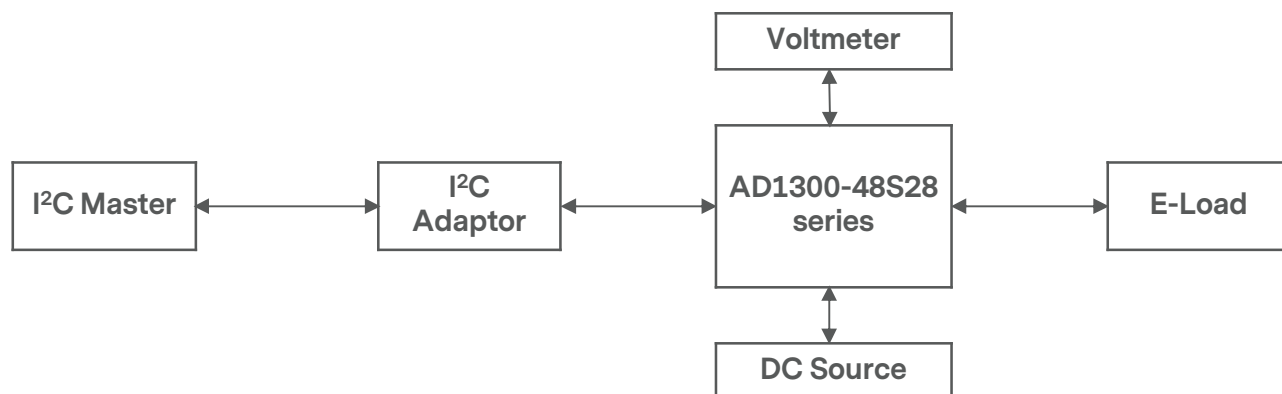 Voltmeter
I²C Master
I²C
Adaptor
AD1300-48S28
series
E-Load
DC Source